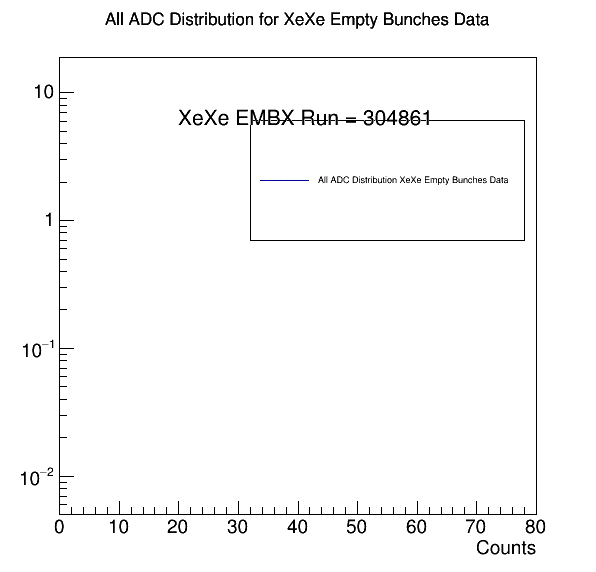 All ADC Distribution for XeXe Empty Bunches Data
10
XeXe EMBX Run = 304861
All ADC Distribution XeXe Empty Bunches Data
1
10⁻¹
10⁻²
0 10 20 30 40 50 60 70 80
Counts